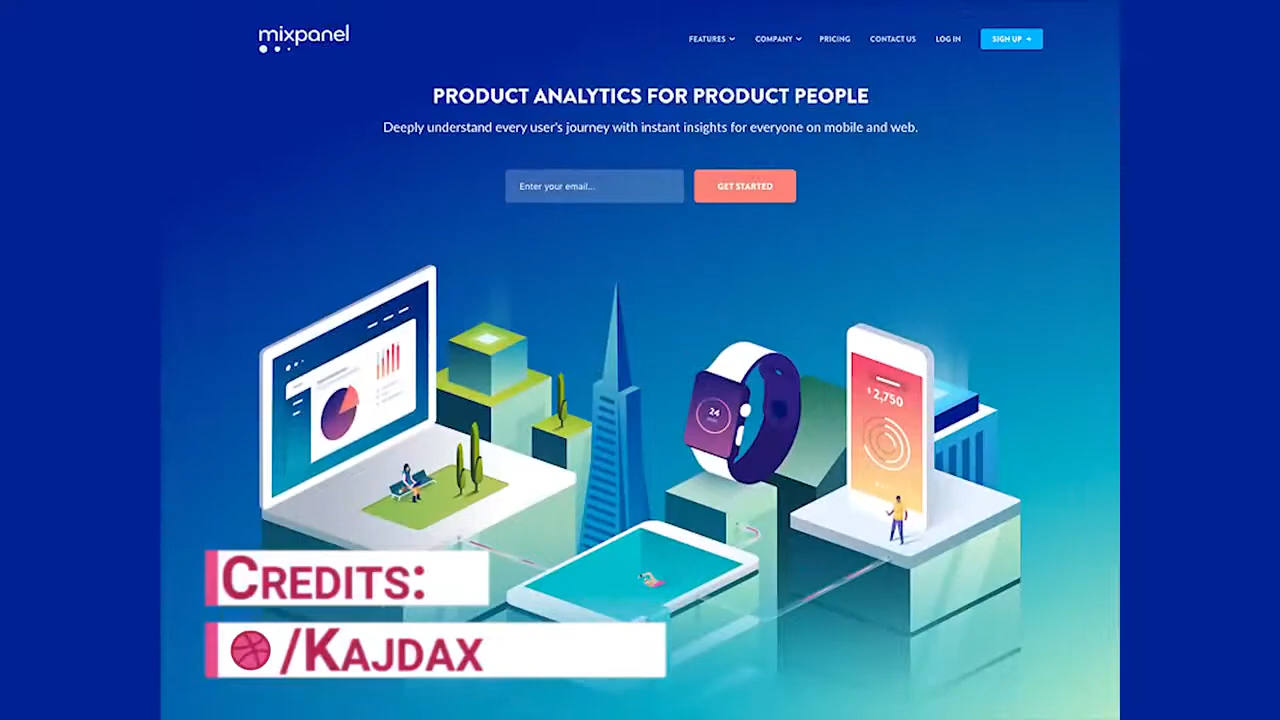 mixpanel
FEATURES COMPANY PRICING CONTACT US LOG IN SIGN UP →
PRODUCT ANALYTICS FOR PRODUCT PEOPLE
Deeply understand every user's journey with instant insights for everyone on mobile and web.
Enter your email... GET STARTED
24
$2,750
CREDITS:
/KAJDAX